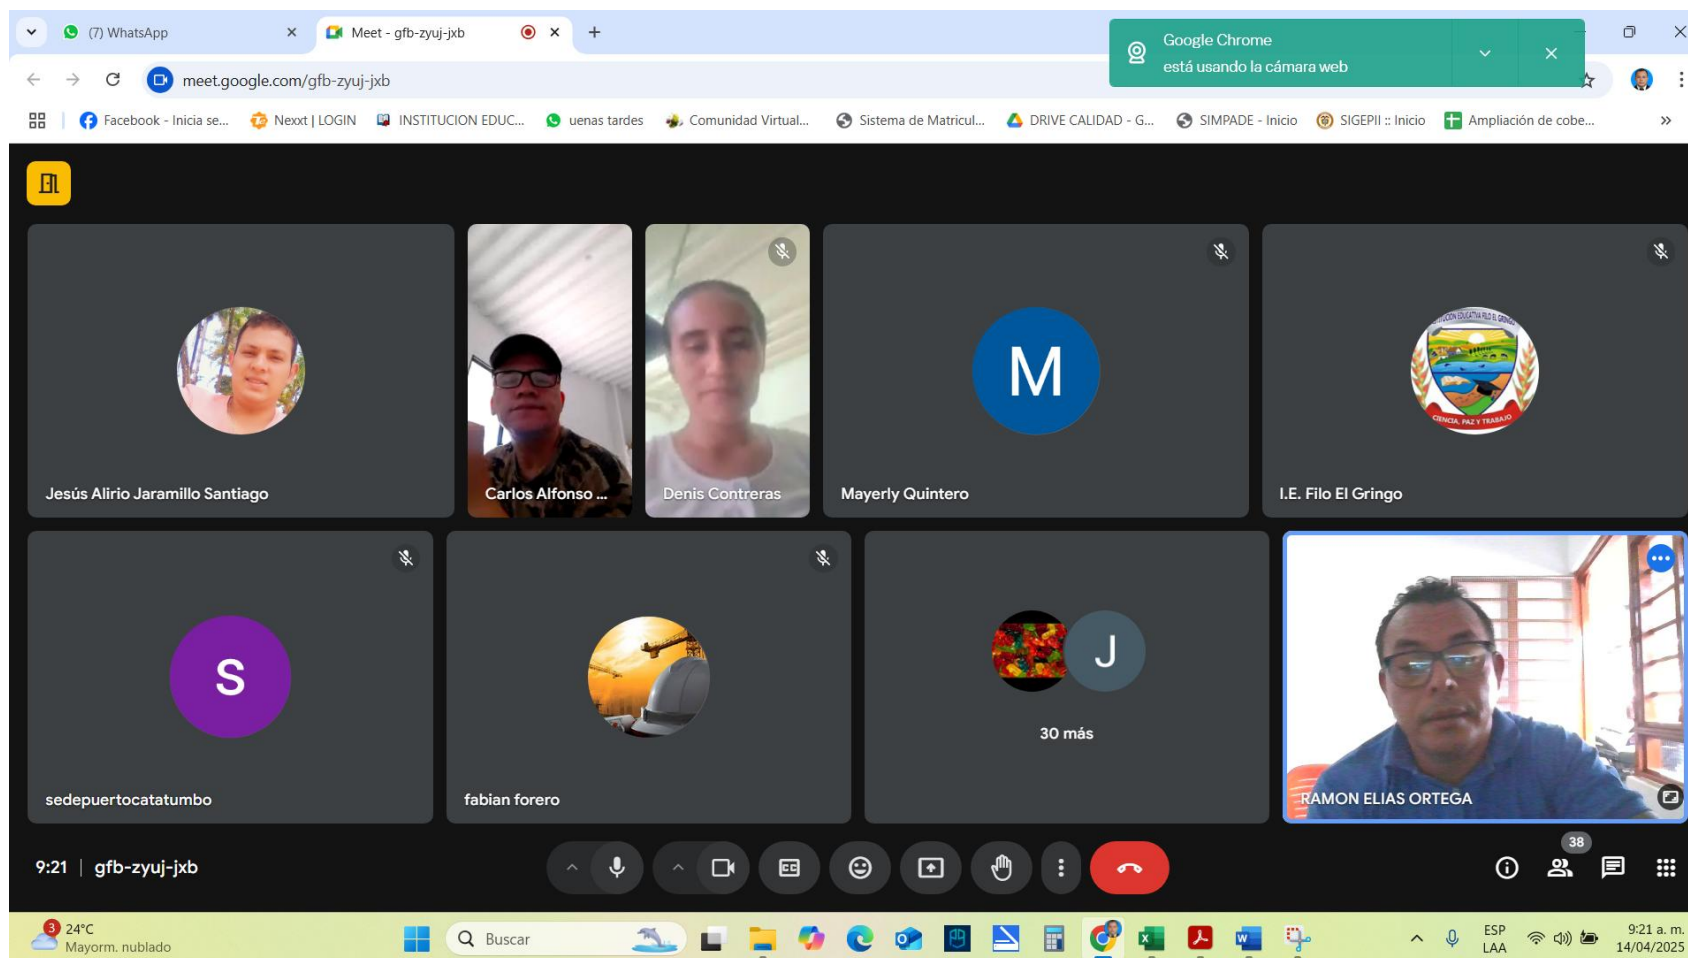 (7) WhatsApp
Meet - gfb-zyuj-jxb
Google Chrome
está usando la cámara web
meet.google.com/gfb-zyuj-jxb
Facebook - Inicia se...
Nexxt | LOGIN
INSTITUCION EDUC...
uenas tardes
Comunidad Virtual...
Sistema de Matricul...
DRIVE CALIDAD - G...
SIMPADE - Inicio
SIGEPII :: Inicio
Ampliación de cobe...
M
CIENCIA, PAZ Y TRABAJO
Jesús Alirio Jaramillo Santiago
Carlos Alfonso ...
Denis Contreras
Mayerly Quintero
I.E. Filo El Gringo
S
J
30 más
sedepuertocatatumbo
fabian forero
RAMON ELIAS ORTEGA
9:21 | gfb-zyuj-jxb
38
3
24°C
Mayorm. nublado
Buscar
ESP
LAA
9:21 a. m.
14/04/2025